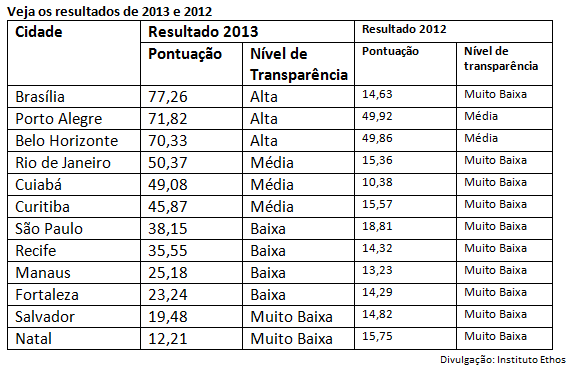 Veja os resultados de 2013 e 2012
Cidade Resultado 2013 Resultado 2012
Pontuação Nível de Transparência Pontuação Nível de transparência
Brasília 77,26 Alta 14,63 Muito Baixa
Porto Alegre 71,82 Alta 49,92 Média
Belo Horizonte 70,33 Alta 49,86 Média
Rio de Janeiro 50,37 Média 15,36 Muito Baixa
Cuiabá 49,08 Média 10,38 Muito Baixa
Curitiba 45,87 Média 15,57 Muito Baixa
São Paulo 38,15 Baixa 18,81 Muito Baixa
Recife 35,55 Baixa 14,32 Muito Baixa
Manaus 25,18 Baixa 13,23 Muito Baixa
Fortaleza 23,24 Baixa 14,29 Muito Baixa
Salvador 19,48 Muito Baixa 14,82 Muito Baixa
Natal 12,21 Muito Baixa 15,75 Muito Baixa
Divulgação: Instituto Ethos